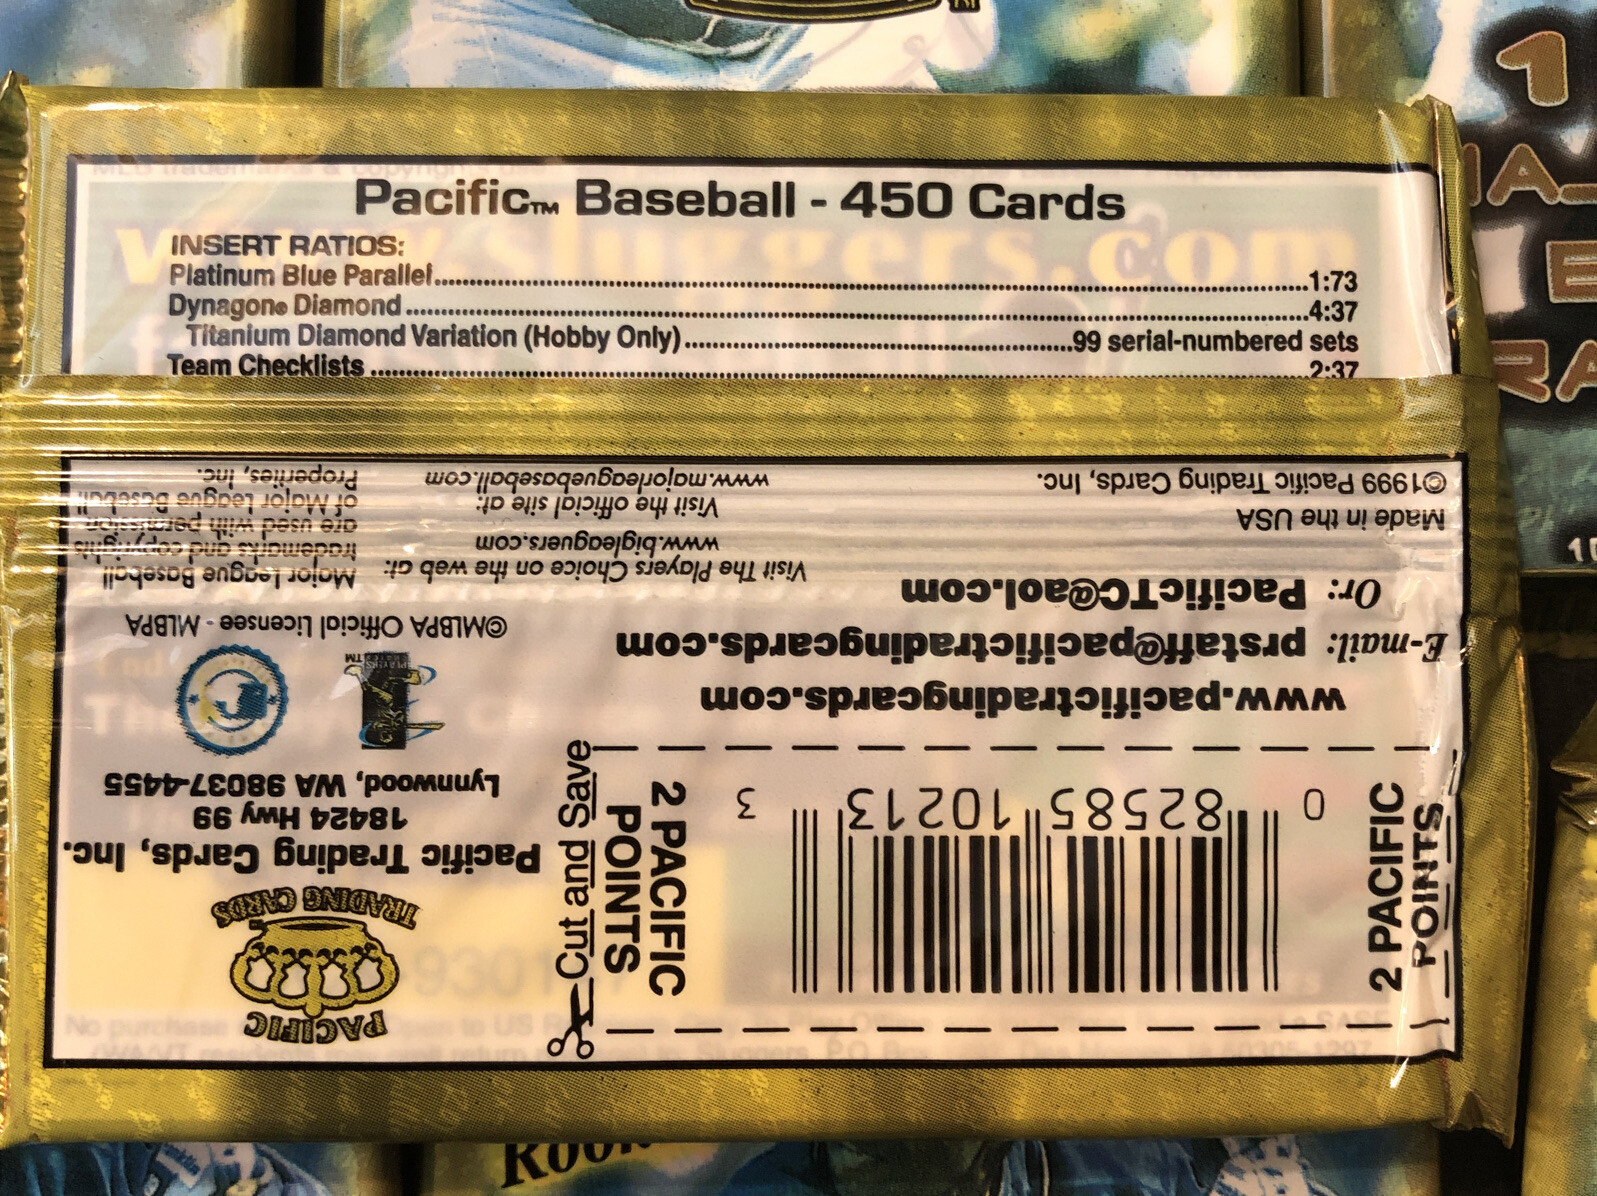 Pacific™ Baseball - 450 Cards
INSERT RATIOS:
Platinum Blue Parallel 1:73
Dynagon® Diamond 4:37
Titanium Diamond Variation (Hobby Only) 99 serial-numbered sets
Team Checklists 2:37
PACIFIC
TRADING CARDS
Pacific Trading Cards, Inc.
18424 Hwy 99
Lynnwood, WA 98037-4455
PLAYERS
CHOICE
TM
©MLBPA Official Licensee - MLBPA
Visit The Players Choice on the web at:
www.bigleaguers.com
Visit the official site at:
www.majorleaguebaseball.com
Major League Baseball
trademarks and copyrights
are used with permission
of Major League Baseball
Properties, Inc.
Cut and Save
2 PACIFIC
POINTS
0 82585 10213 3
2 PACIFIC
POINTS
www.pacifictradingcards.com
E-mail: prstaff@pacifictradingcards.com
Or: PacificTC@aol.com
Made in the USA
©1999 Pacific Trading Cards, Inc.